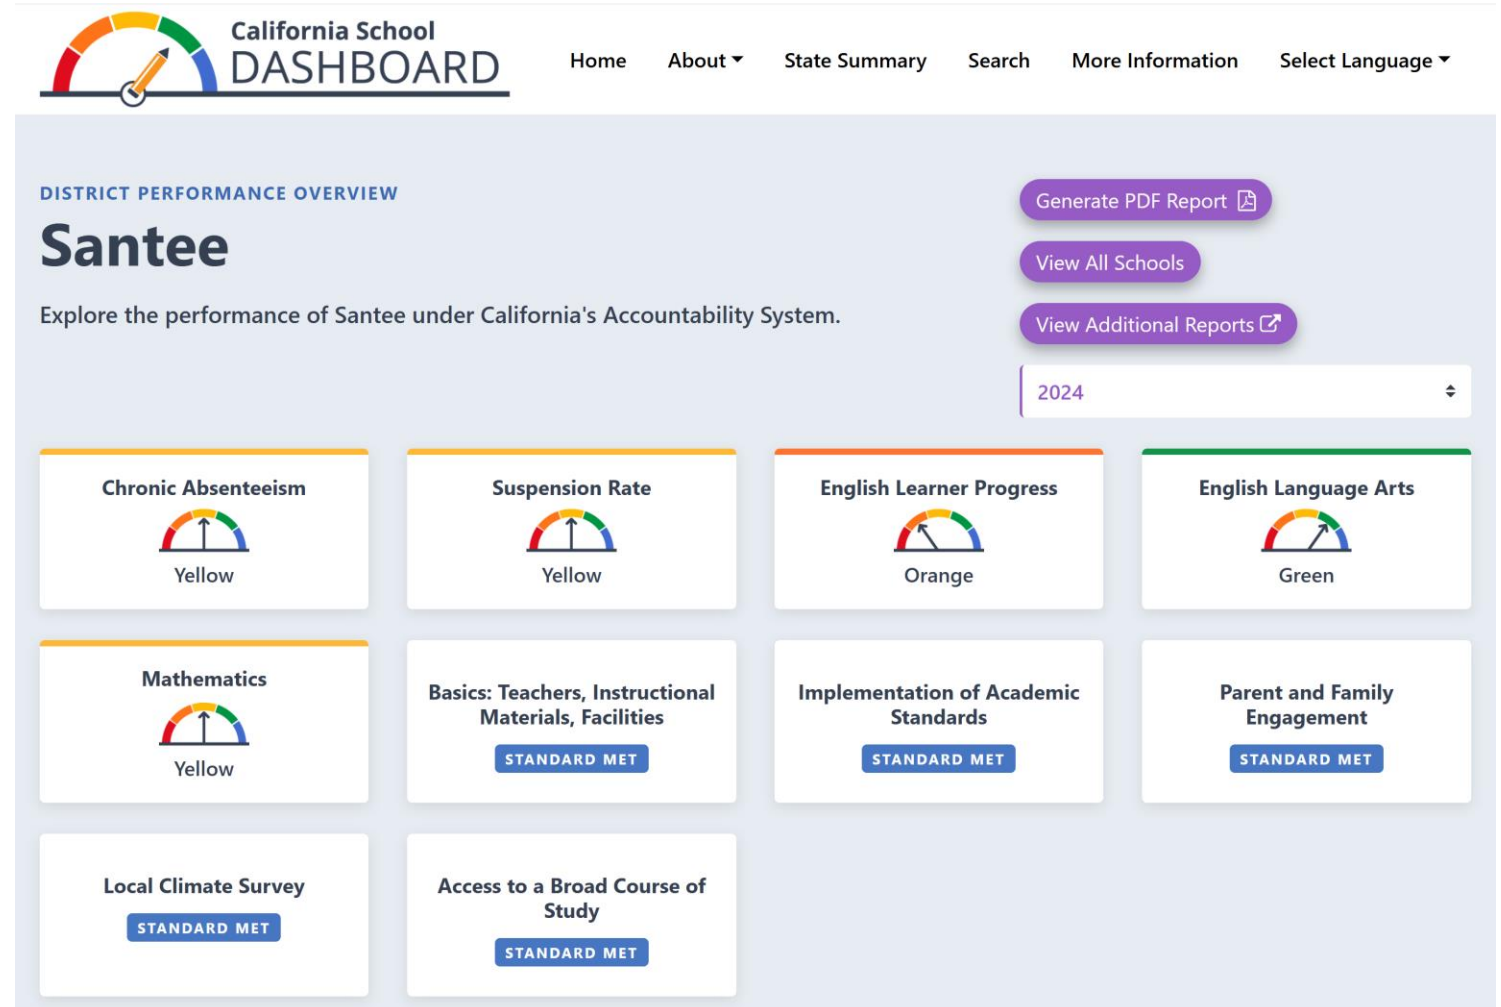 California School
DASHBOARD
Home About State Summary Search More Information Select Language
DISTRICT PERFORMANCE OVERVIEW
Santee
Explore the performance of Santee under California's Accountability System.
Generate PDF Report
View All Schools
View Additional Reports
2024
Chronic Absenteeism
Yellow
Suspension Rate
Yellow
English Learner Progress
Orange
English Language Arts
Green
Mathematics
Yellow
Basics: Teachers, Instructional
Materials, Facilities
STANDARD MET
Implementation of Academic
Standards
STANDARD MET
Parent and Family
Engagement
STANDARD MET
Local Climate Survey
STANDARD MET
Access to a Broad Course of
Study
STANDARD MET